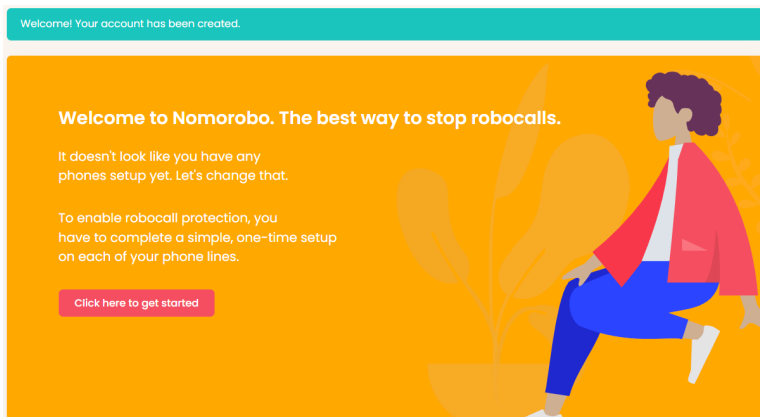 Welcome! Your account has been created.
Welcome to Nomorobo. The best way to stop robocalls.
It doesn't look like you have any
phones setup yet. Let's change that.
To enable robocall protection, you
have to complete a simple, one-time setup
on each of your phone lines.
Click here to get started